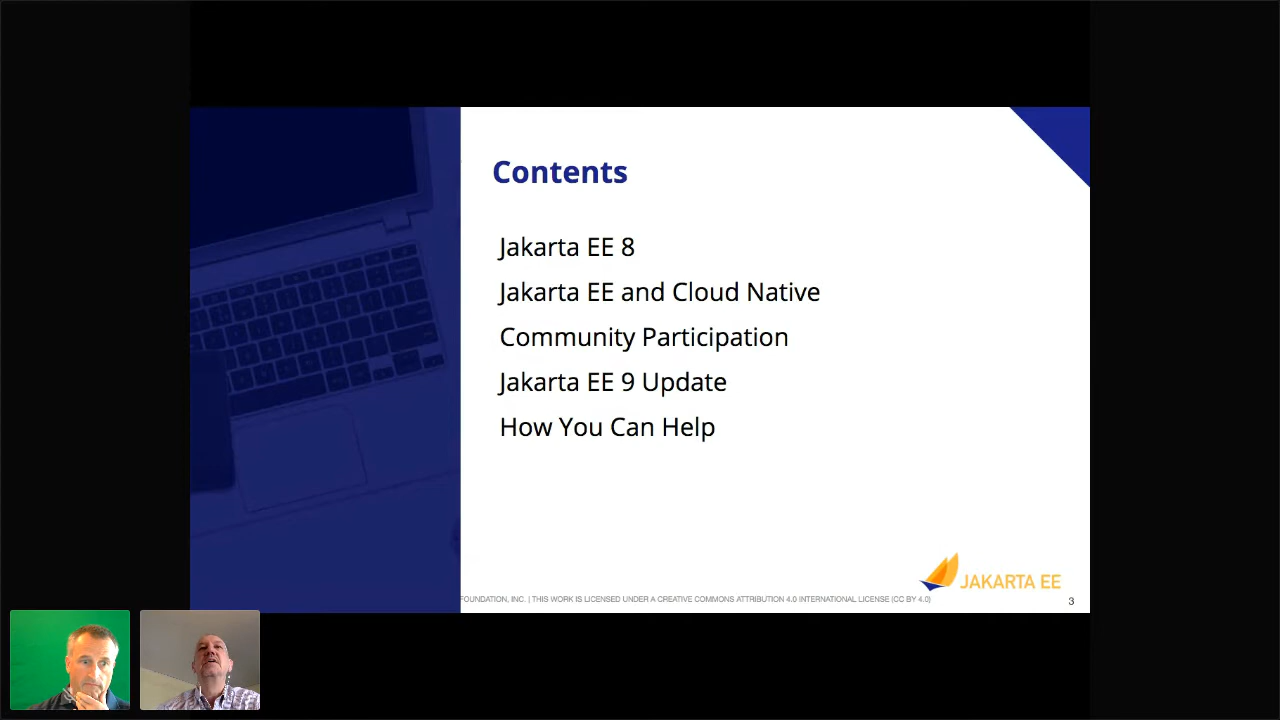 Contents
Jakarta EE 8
Jakarta EE and Cloud Native
Community Participation
Jakarta EE 9 Update
How You Can Help
JAKARTA EE
FOUNDATION, INC. | THIS WORK IS LICENSED UNDER A CREATIVE COMMONS ATTRIBUTION 4.0 INTERNATIONAL LICENSE (CC BY 4.0)
3